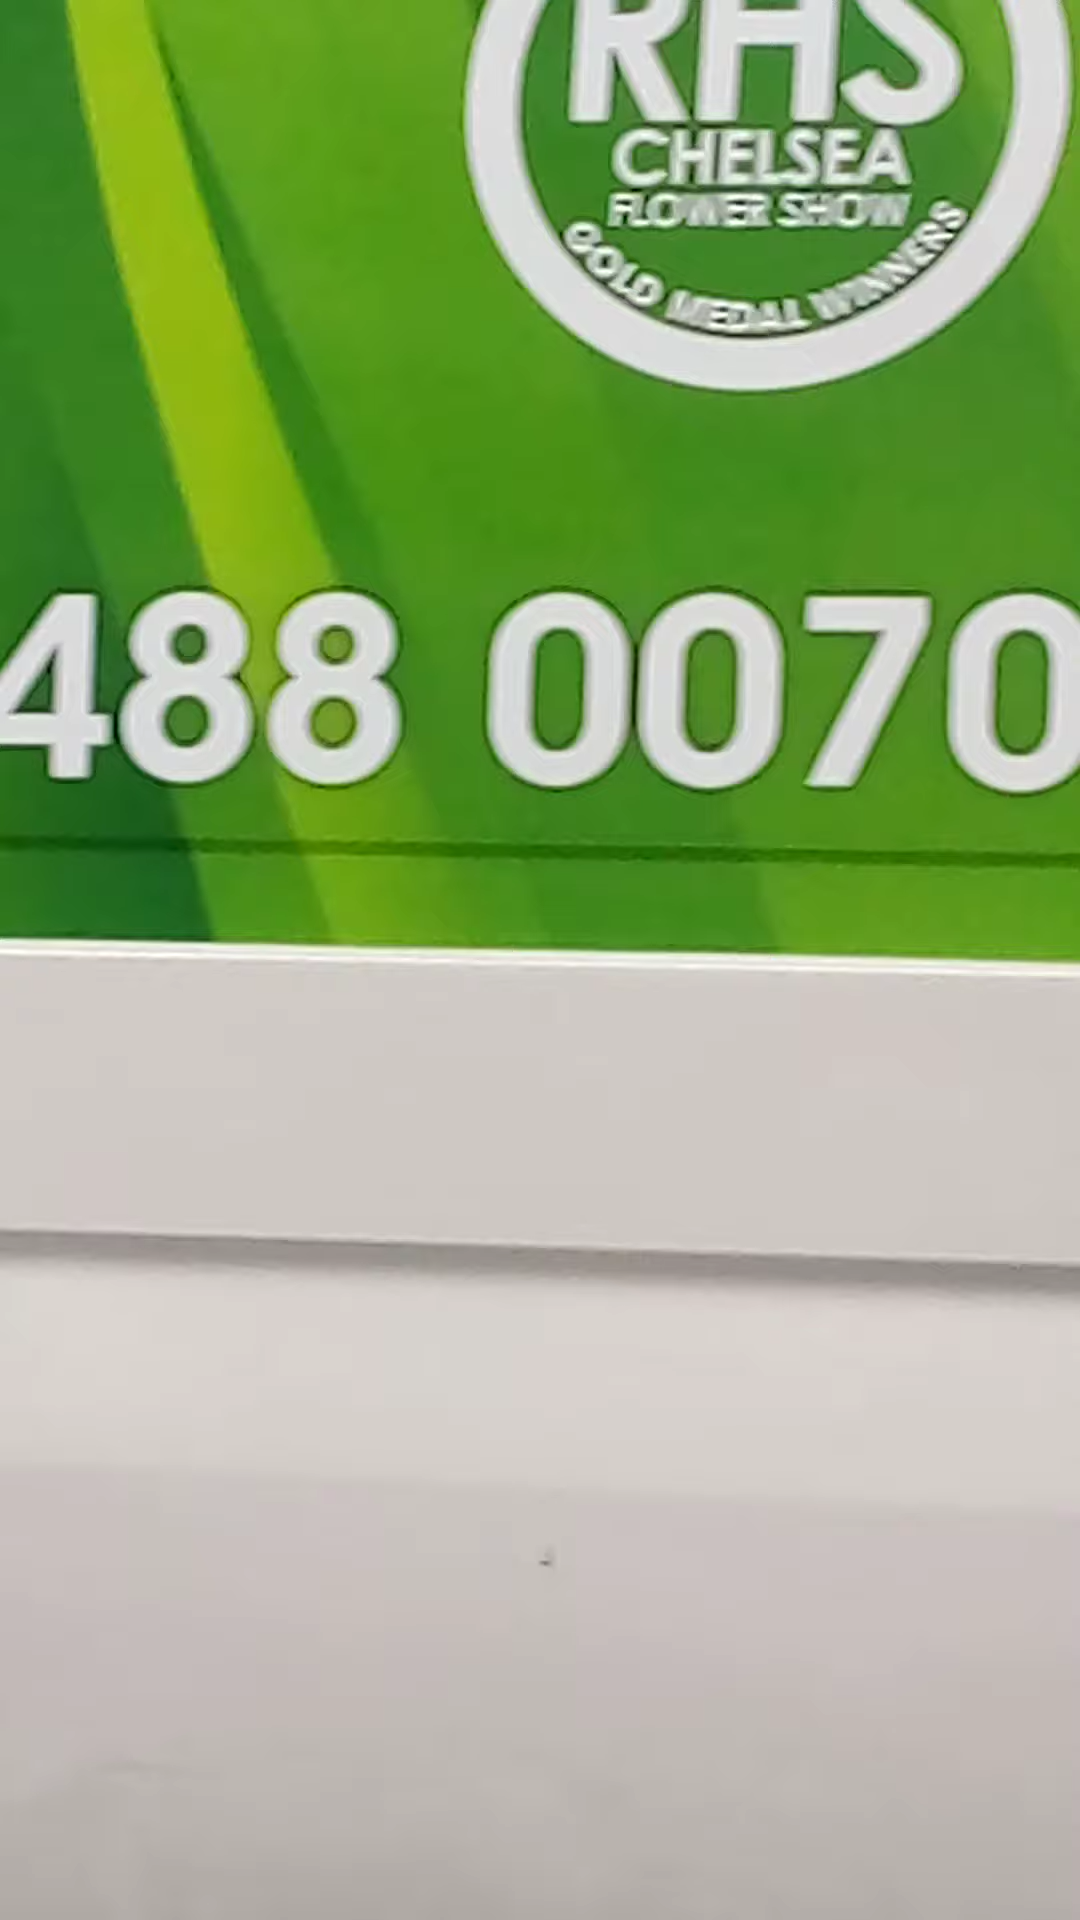 RHS
CHELSEA
FLOWER SHOW
GOLD MEDAL WINNERS
488 0070